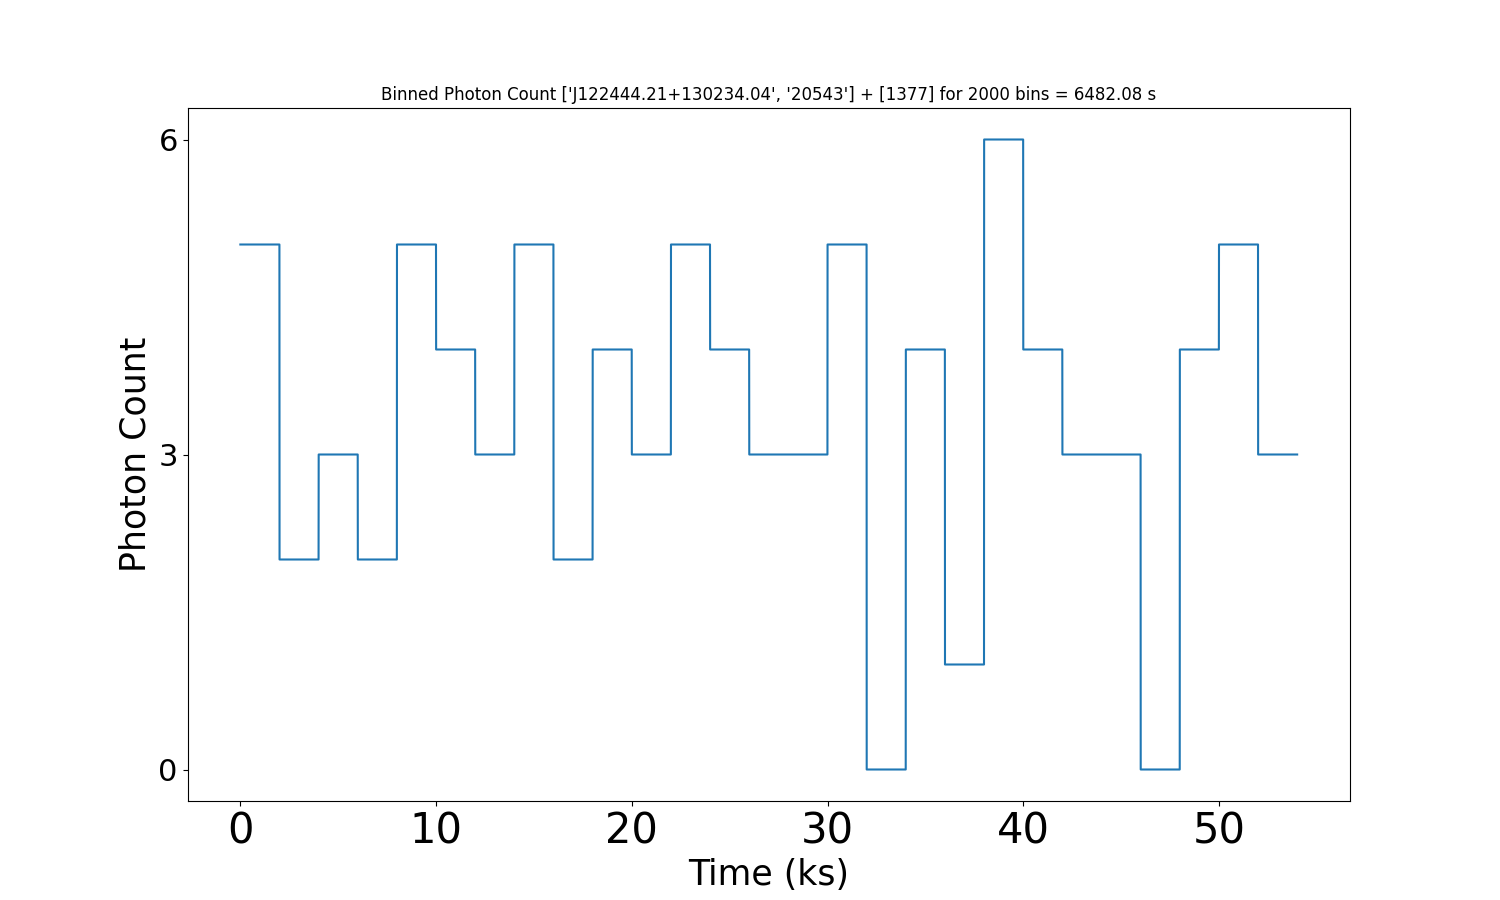 Binned Photon Count ['J122444.21+130234.04', '20543'] + [1377] for 2000 bins = 6482.08 s
6
3
0
Photon Count
0 10 20 30 40 50
Time (ks)